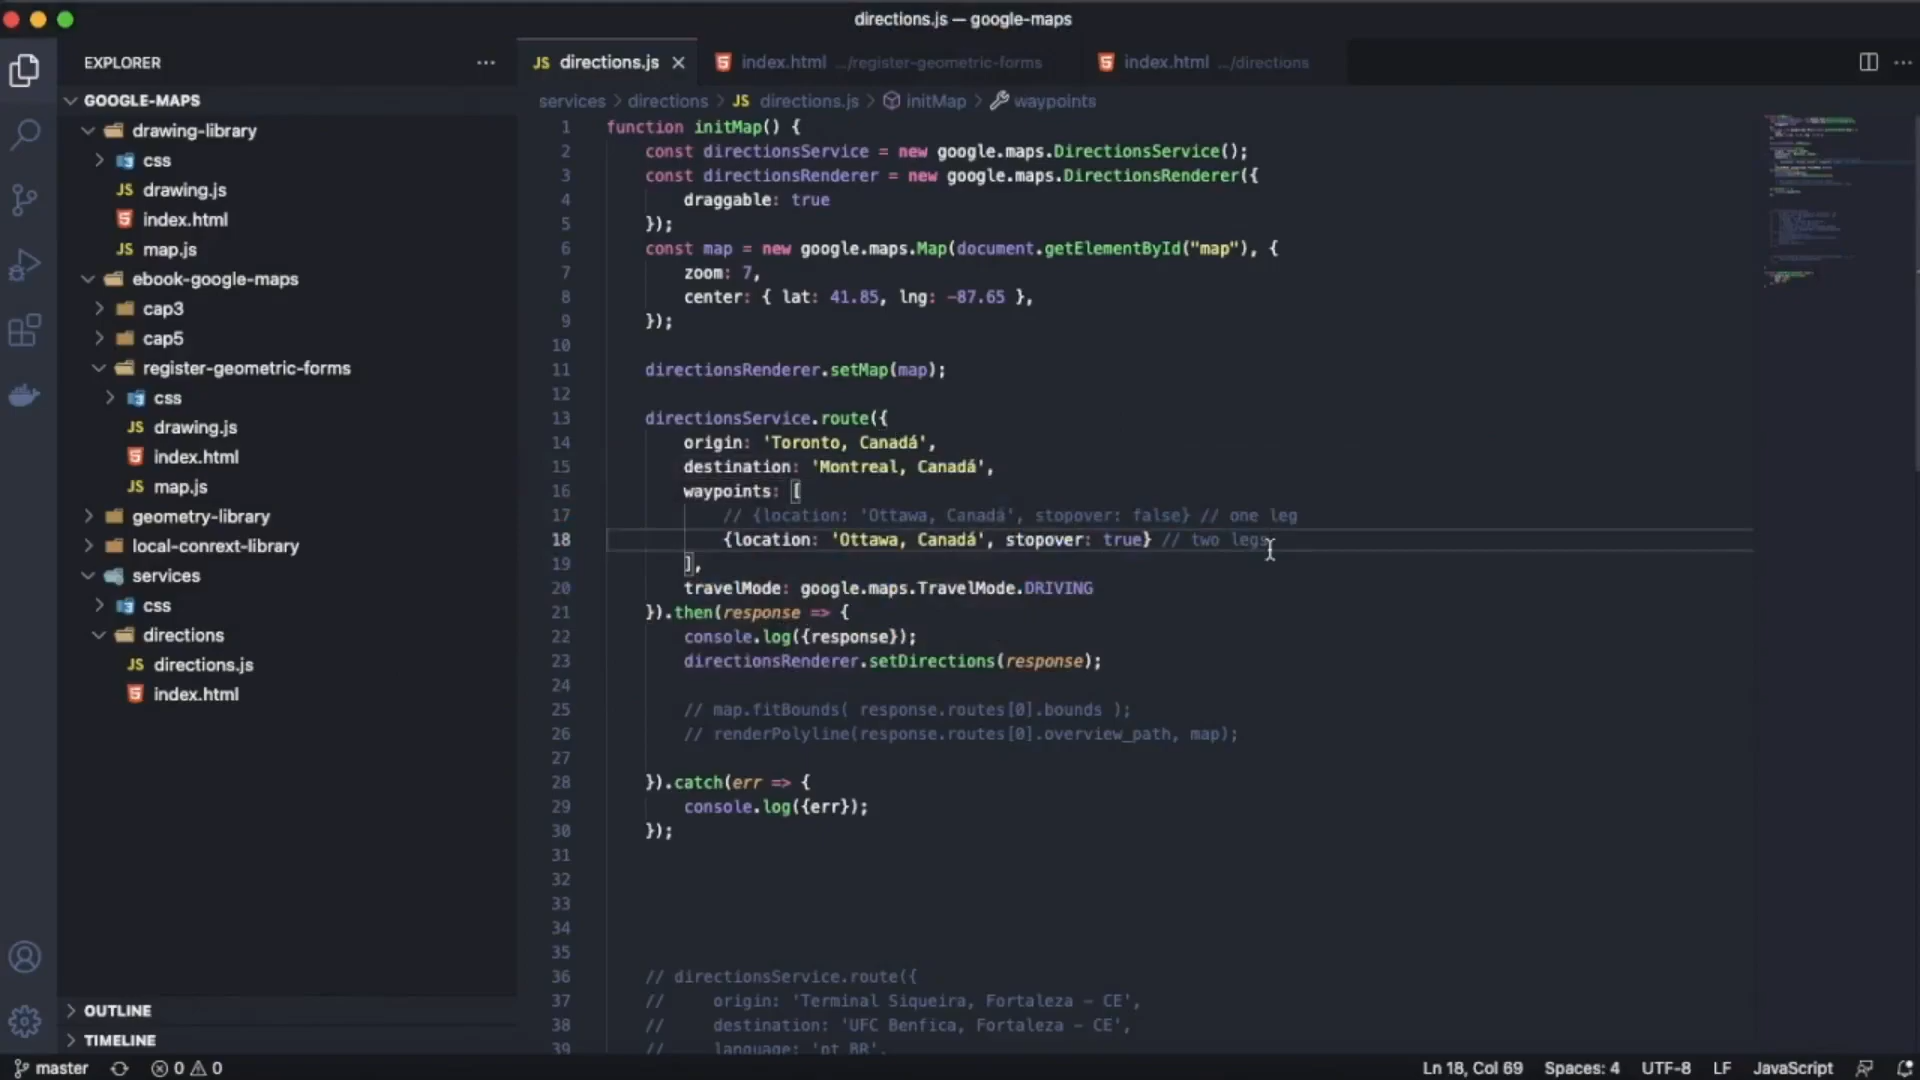 directions.js — google-maps
EXPLORER
GOOGLE-MAPS
drawing-library
css
JS drawing.js
index.html
JS map.js
ebook-google-maps
cap3
cap5
register-geometric-forms
css
JS drawing.js
index.html
JS map.js
geometry-library
local-conrext-library
services
css
directions
JS directions.js
index.html
OUTLINE
TIMELINE
JS directions.js
index.html .../register-geometric-forms
index.html .../directions
services > directions > JS directions.js > initMap > waypoints
1 function initMap() {
2 const directionsService = new google.maps.DirectionsService();
3 const directionsRenderer = new google.maps.DirectionsRenderer({
4 draggable: true
5 });
6 const map = new google.maps.Map(document.getElementById("map"), {
7 zoom: 7,
8 center: { lat: 41.85, lng: -87.65 },
9 });
10
11 directionsRenderer.setMap(map);
12
13 directionsService.route({
14 origin: 'Toronto, Canadá',
15 destination: 'Montreal, Canadá',
16 waypoints: [
17 // {location: 'Ottawa, Canadá', stopover: false} // one leg
18 {location: 'Ottawa, Canadá', stopover: true} // two legs
19 ],
20 travelMode: google.maps.TravelMode.DRIVING
21 }).then(response => {
22 console.log({response});
23 directionsRenderer.setDirections(response);
24
25 // map.fitBounds( response.routes[0].bounds );
26 // renderPolyline(response.routes[0].overview_path, map);
27
28 }).catch(err => {
29 console.log({err});
30 });
31
32
33
34
35
36 // directionsService.route({
37 // origin: 'Terminal Siqueira, Fortaleza - CE',
38 // destination: 'UFC Benfica, Fortaleza - CE',
39 // language: 'pt BR',
master 0 0 Ln 18, Col 69 Spaces: 4 UTF-8 LF JavaScript